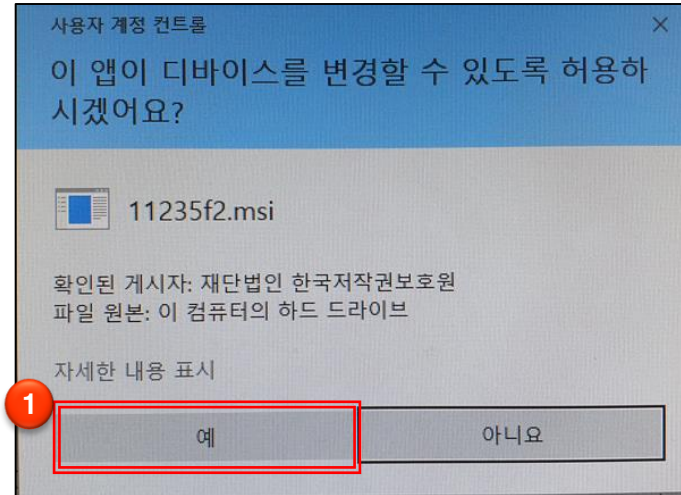 사용자 계정 컨트롤
이 앱이 디바이스를 변경할 수 있도록 허용하
시겠어요?
11235f2.msi
확인된 게시자: 재단법인 한국저작권보호원
파일 원본: 이 컴퓨터의 하드 드라이브
자세한 내용 표시
1
예
아니요